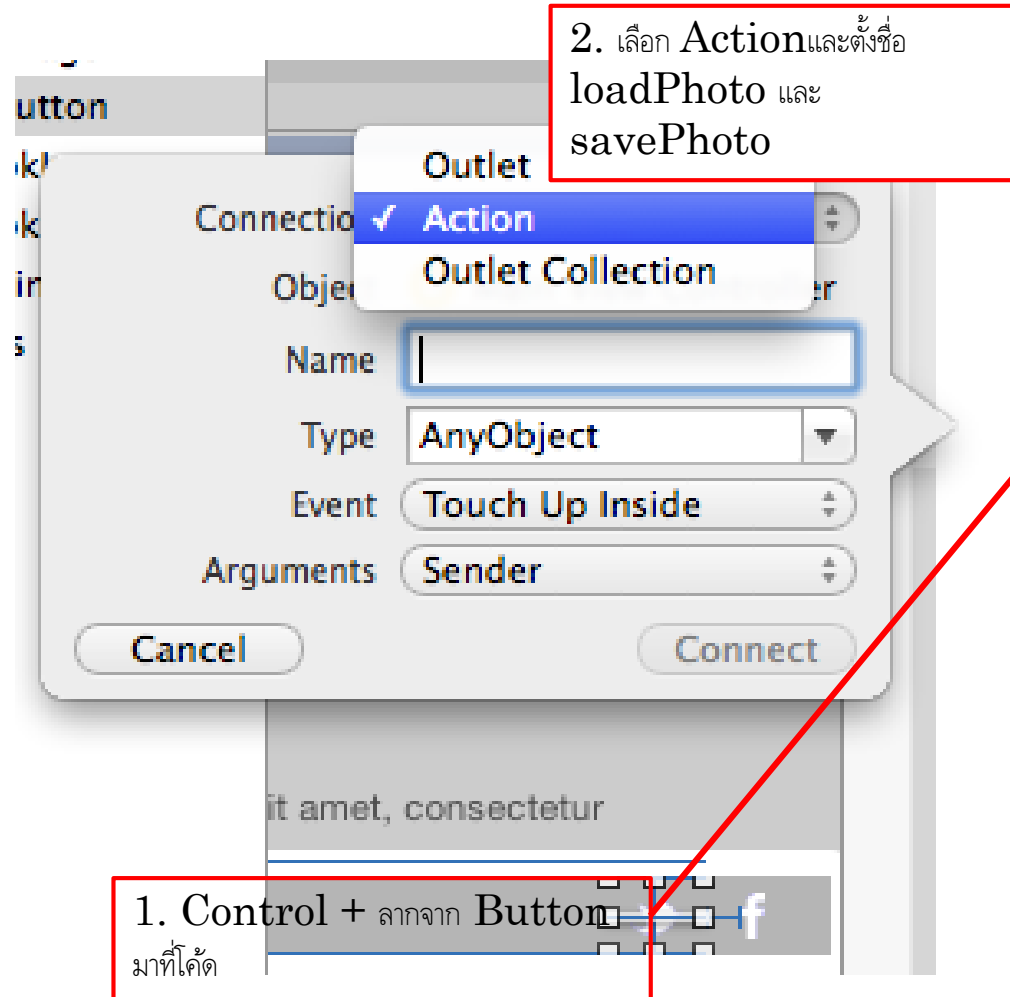 2. เลือก Actionและตั้งชื่อ
loadPhoto และ
savePhoto
utton
Outlet
Connectio ✓ Action
Outlet Collection
Obje er
Name
Type AnyObject
Event Touch Up Inside
Arguments Sender
Cancel Connect
it amet, consectetur
1. Control + ลากจาก Button
มาที่โค้ด
f